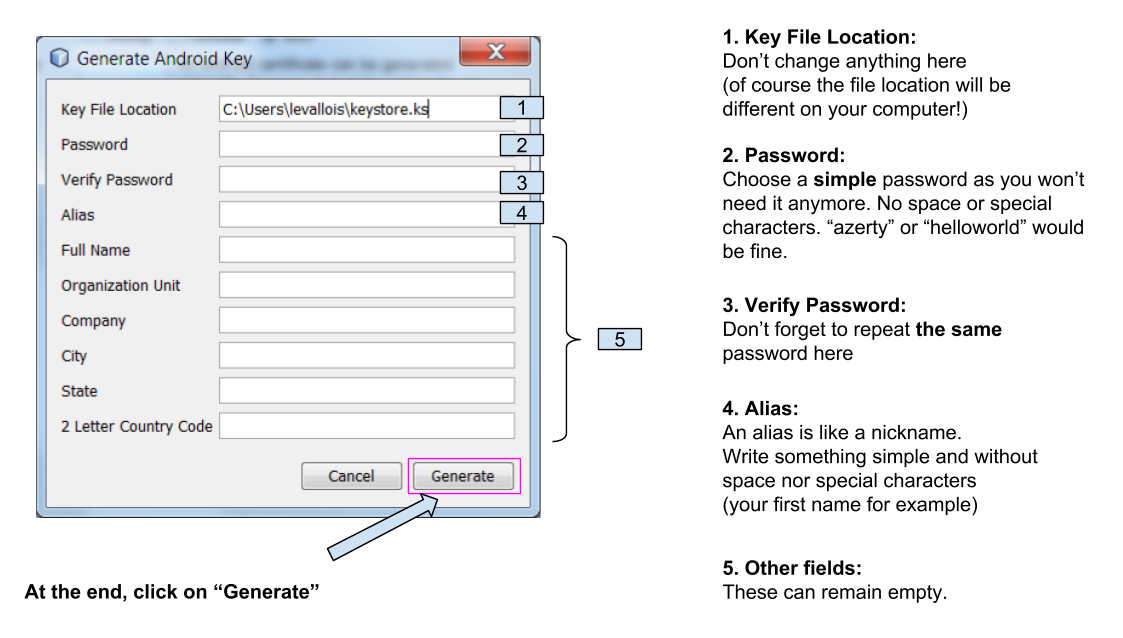 Generate Android Key
X
Key File Location
C:\Users\levallois\keystore.ks
1
Password
2
Verify Password
3
Alias
4
Full Name
Organization Unit
Company
City
State
2 Letter Country Code
5
Cancel
Generate
At the end, click on “Generate”
1. Key File Location:
Don’t change anything here
(of course the file location will be
different on your computer!)
2. Password:
Choose a simple password as you won’t
need it anymore. No space or special
characters. “azerty” or “helloworld” would
be fine.
3. Verify Password:
Don’t forget to repeat the same
password here
4. Alias:
An alias is like a nickname.
Write something simple and without
space nor special characters
(your first name for example)
5. Other fields:
These can remain empty.